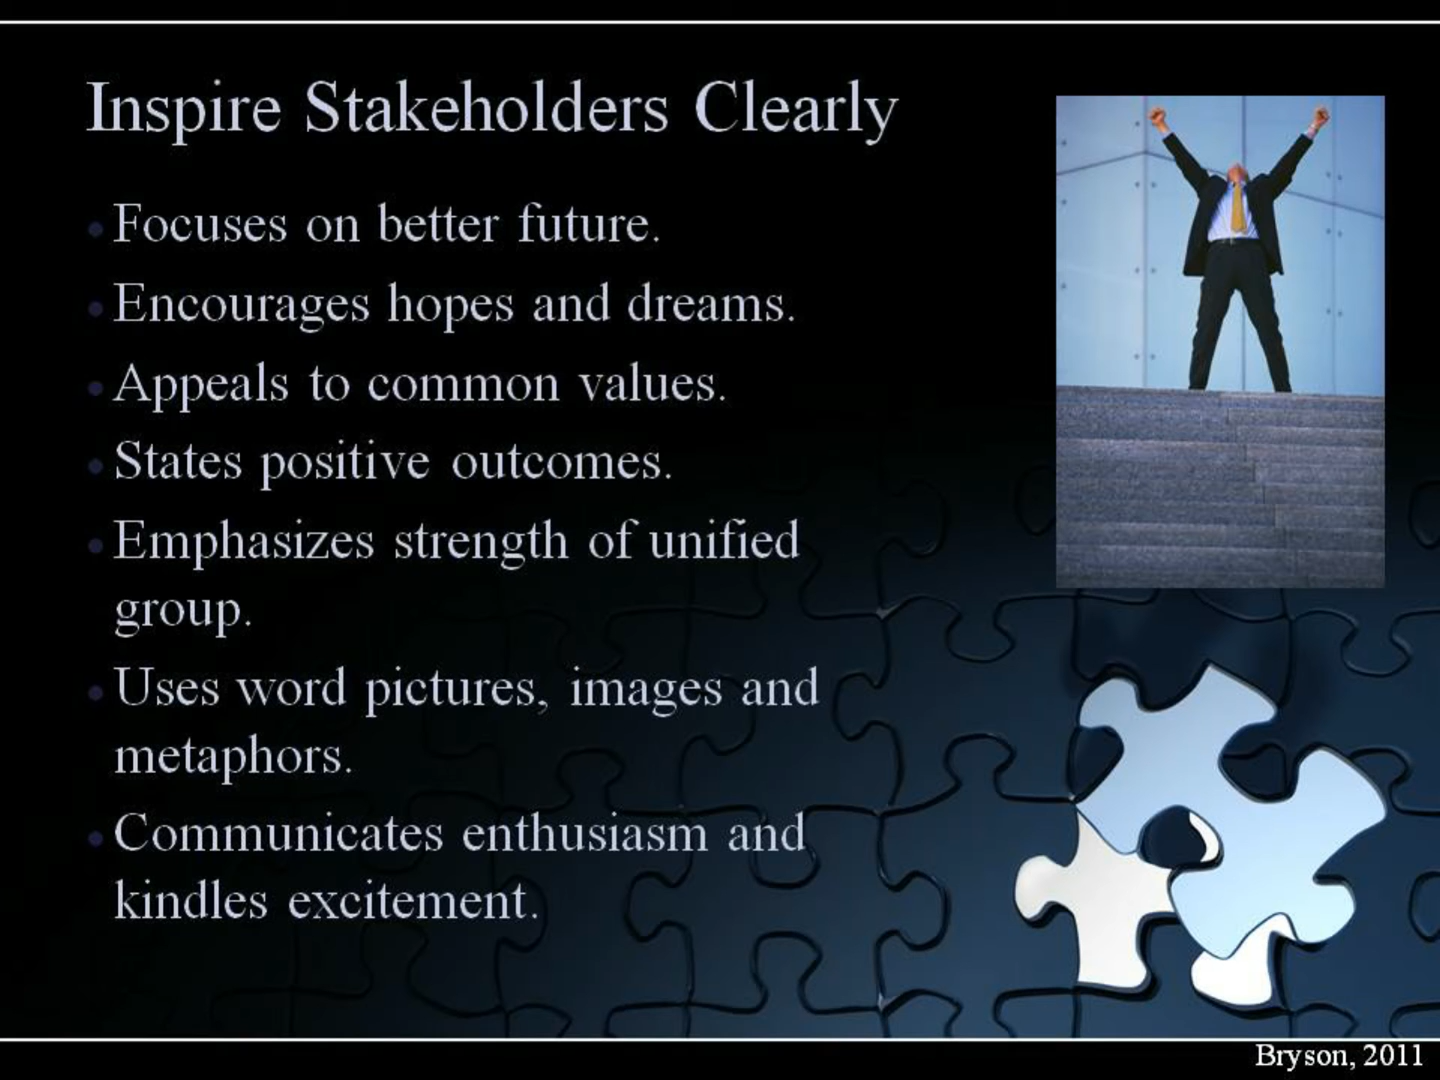 Inspire Stakeholders Clearly
Focuses on better future.
Encourages hopes and dreams.
Appeals to common values.
States positive outcomes.
Emphasizes strength of unified
group.
Uses word pictures, images and
metaphors.
Communicates enthusiasm and
kindles excitement.
Bryson, 2011